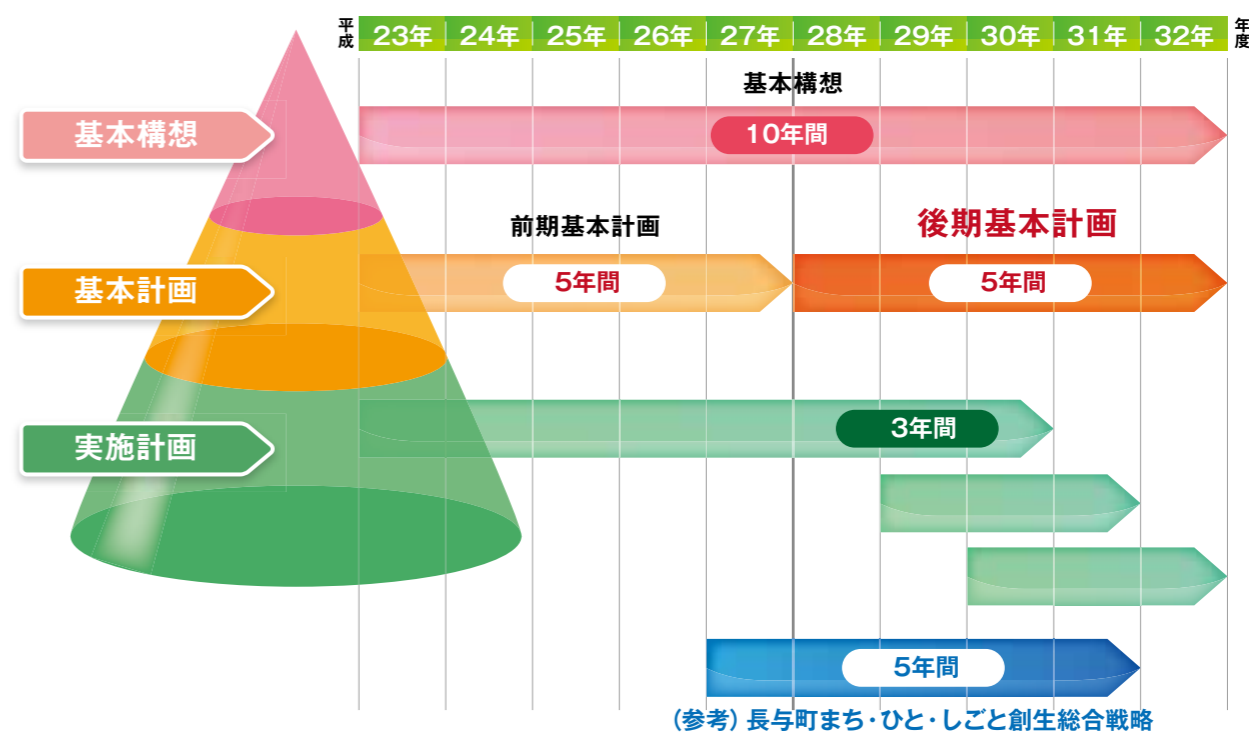 平成 23年 24年 25年 26年 27年 28年 29年 30年 31年 32年 年度
基本構想
基本構想
10年間
前期基本計画
後期基本計画
基本計画
5年間
5年間
実施計画
3年間
5年間
(参考) 長与町まち・ひと・しごと創生総合戦略